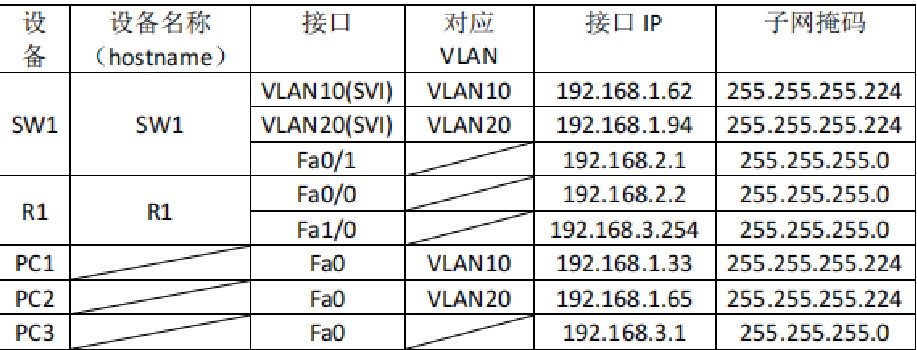 设备 设备名称（hostname） 接口 对应VLAN 接口 IP 子网掩码
SW1 SW1 VLAN10(SVI) VLAN10 192.168.1.62 255.255.255.224
VLAN20(SVI) VLAN20 192.168.1.94 255.255.255.224
Fa0/1 192.168.2.1 255.255.255.0
R1 R1 Fa0/0 192.168.2.2 255.255.255.0
Fa1/0 192.168.3.254 255.255.255.0
PC1 Fa0 VLAN10 192.168.1.33 255.255.255.224
PC2 Fa0 VLAN20 192.168.1.65 255.255.255.224
PC3 Fa0 192.168.3.1 255.255.255.0